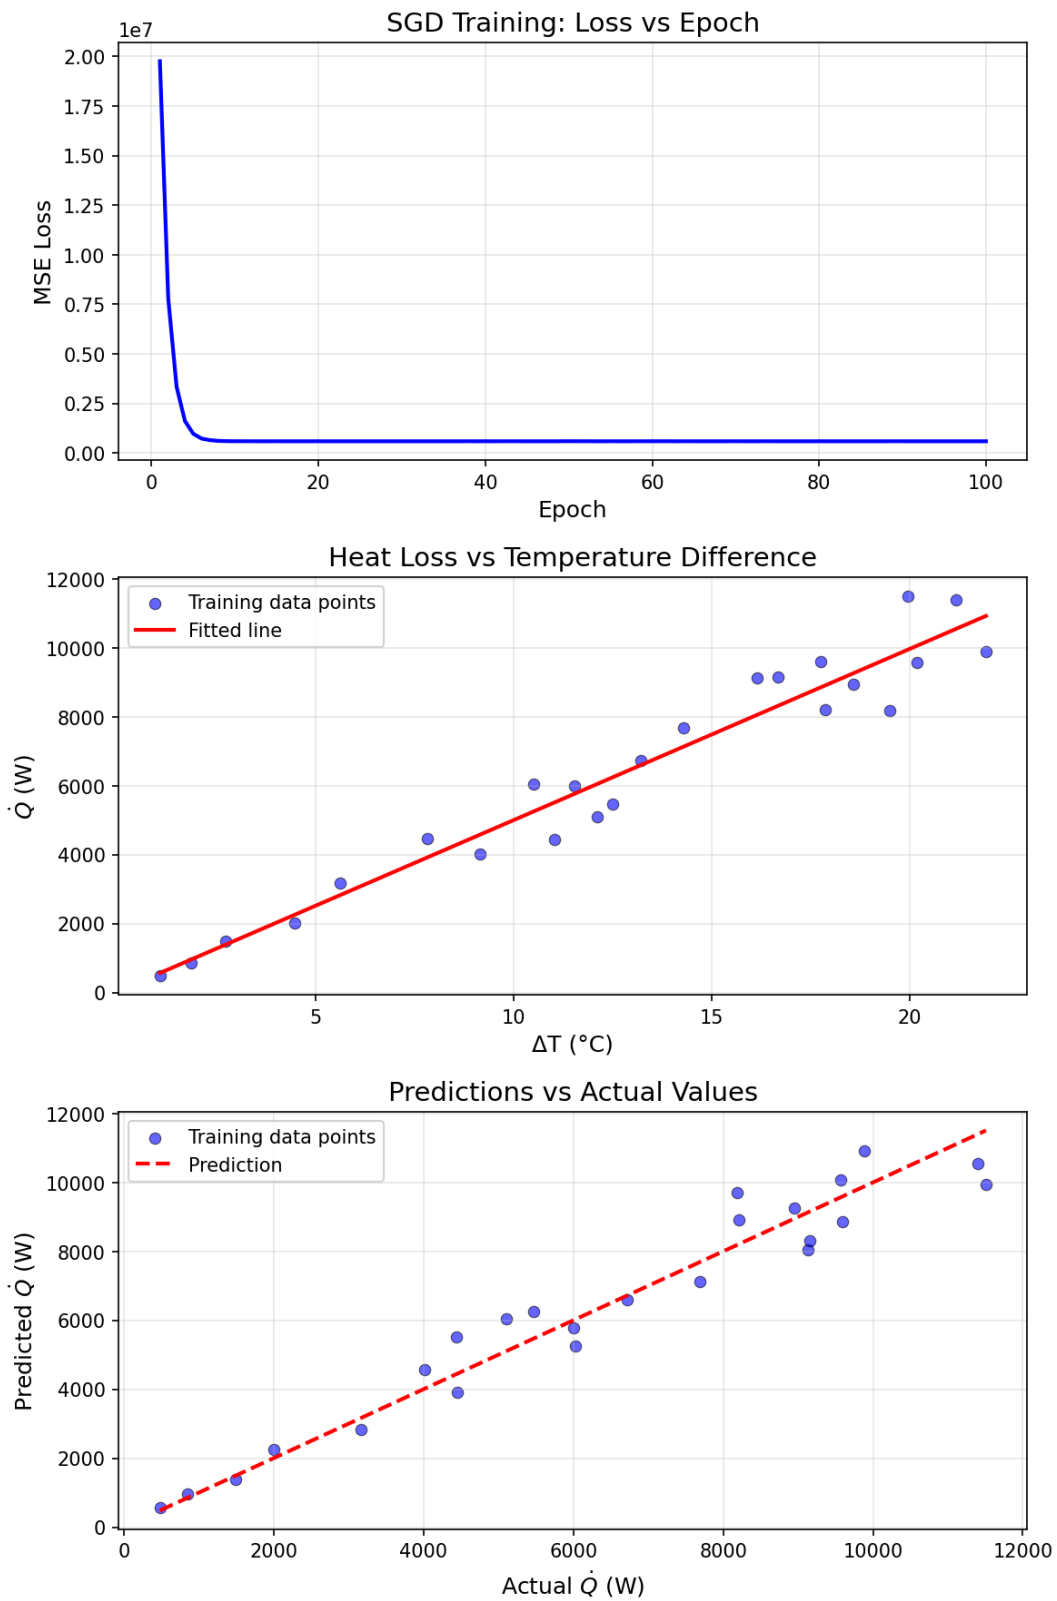 SGD Training: Loss vs Epoch
1e7
2.00
1.75
1.50
1.25
1.00
0.75
0.50
0.25
0.00
MSE Loss
0 20 40 60 80 100
Epoch
Heat Loss vs Temperature Difference
Training data points
Fitted line
12000
10000
8000
6000
4000
2000
0
Q̇ (W)
5 10 15 20
ΔT (°C)
Predictions vs Actual Values
Training data points
Prediction
12000
10000
8000
6000
4000
2000
0
Predicted Q̇ (W)
0 2000 4000 6000 8000 10000 12000
Actual Q̇ (W)